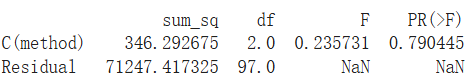 sum_sq df F PR(>F)
C(method) 346.292675 2.0 0.235731 0.790445
Residual 71247.417325 97.0 NaN NaN